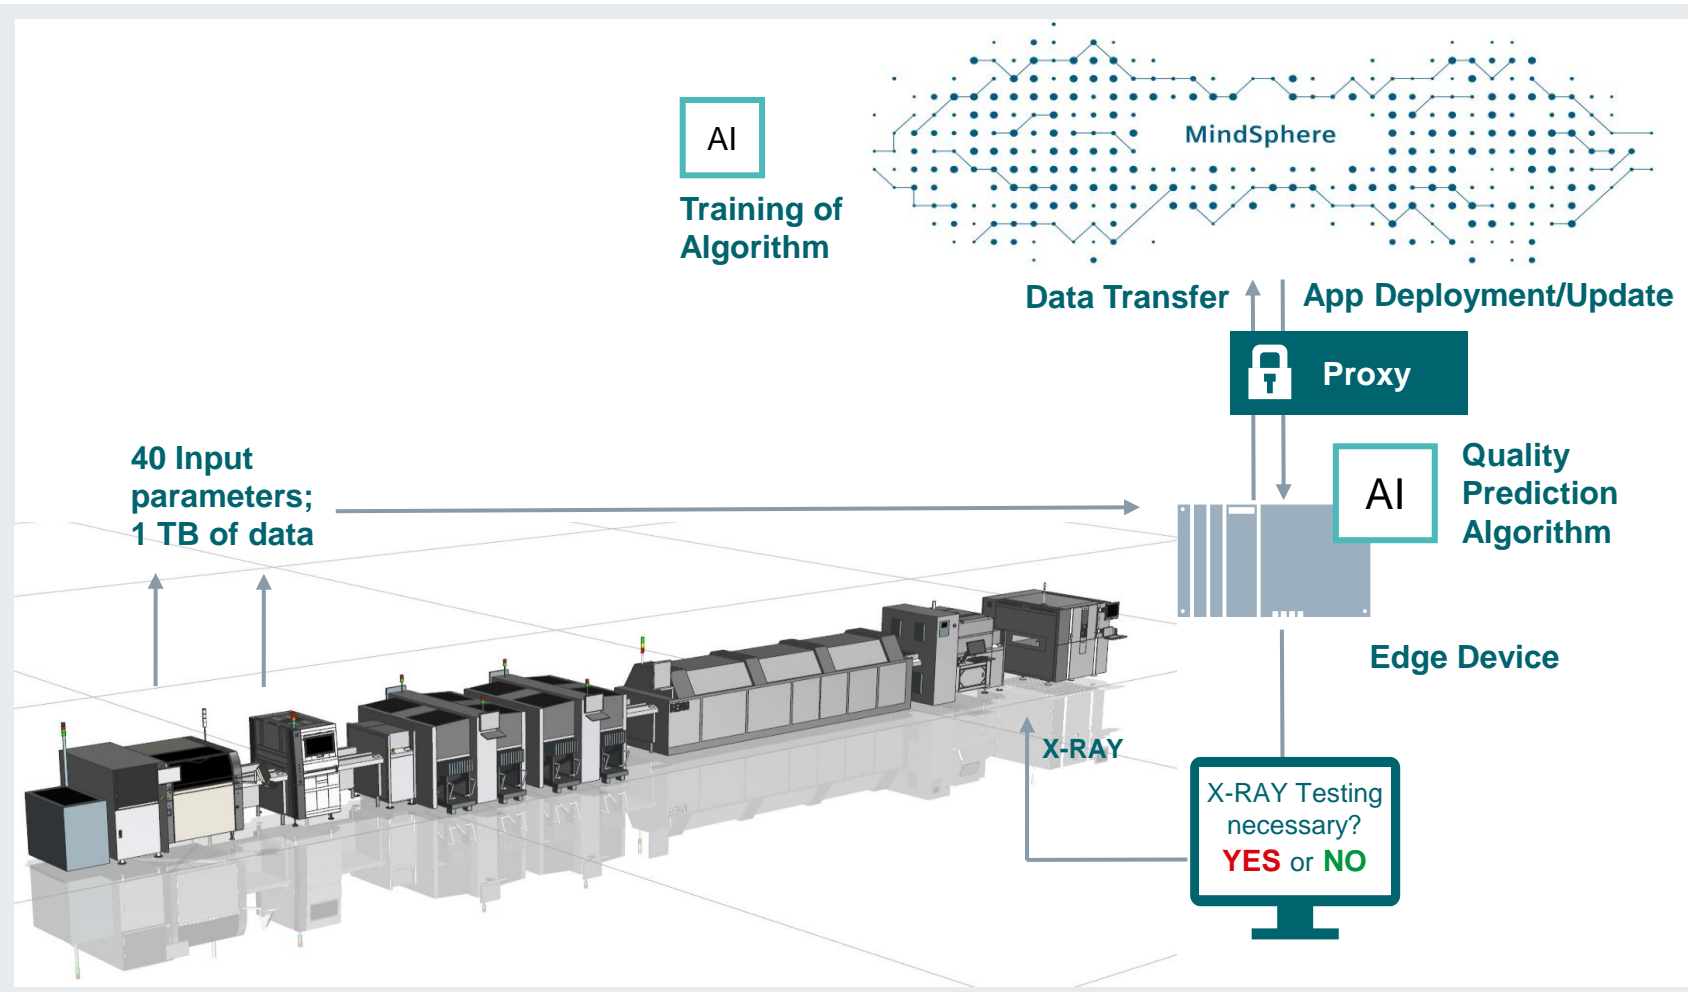 MindSphere
AI
Training of
Algorithm
Data Transfer
App Deployment/Update
Proxy
40 Input
parameters;
1 TB of data
AI
Quality
Prediction
Algorithm
Edge Device
X-RAY
X-RAY Testing
necessary?
YES or NO